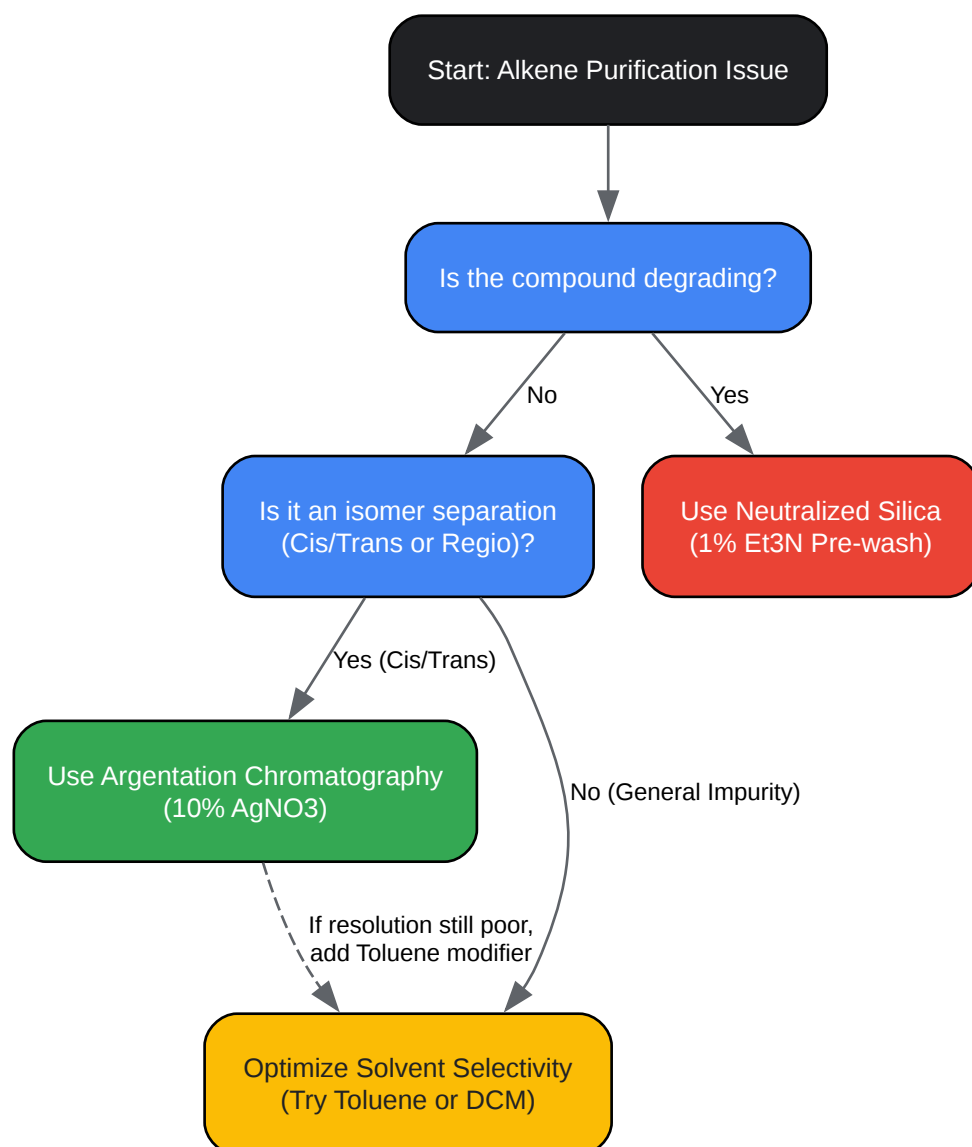 Start: Alkene Purification Issue
Is the compound degrading?
No
Yes
Is it an isomer separation
(Cis/Trans or Regio)?
Use Neutralized Silica
(1% Et3N Pre-wash)
Yes (Cis/Trans)
Use Argentation Chromatography
(10% AgNO3)
No (General Impurity)
If resolution still poor,
add Toluene modifier
Optimize Solvent Selectivity
(Try Toluene or DCM)